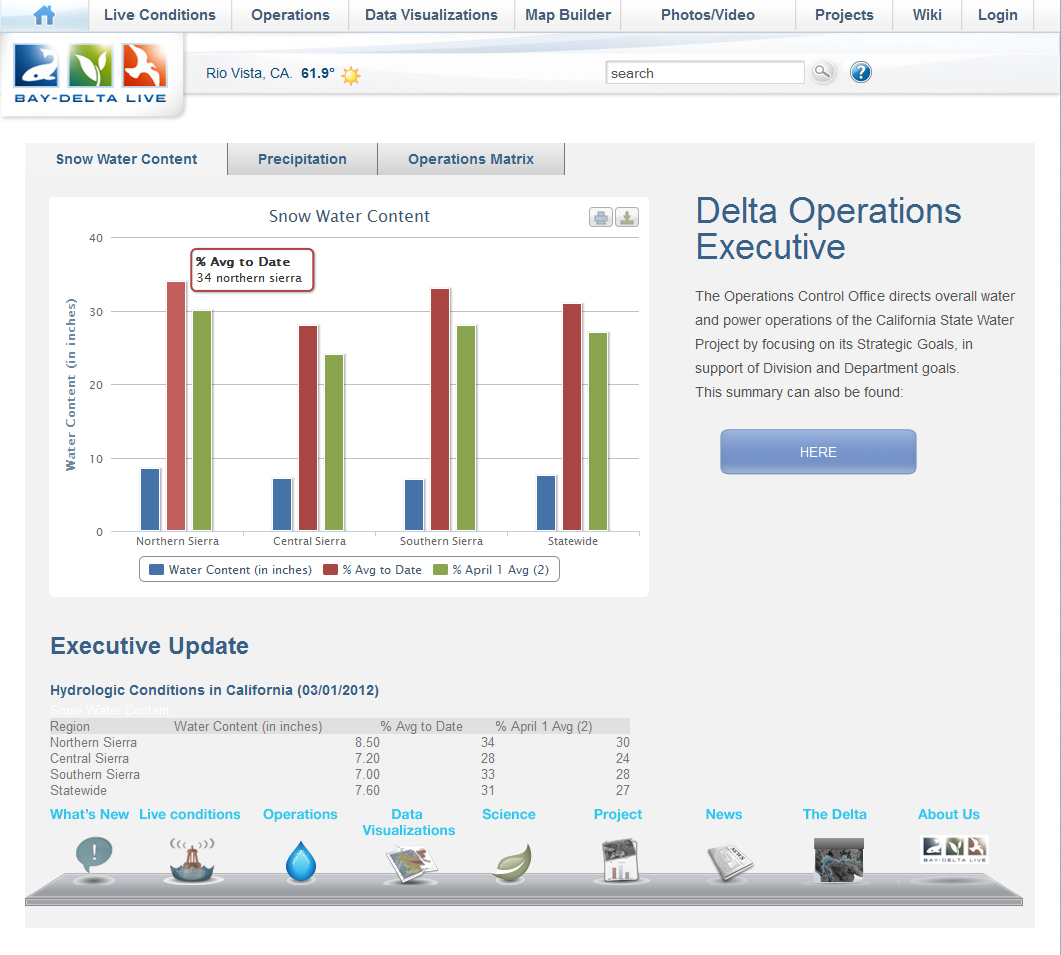 Live Conditions Operations Data Visualizations Map Builder Photos/Video Projects Wiki Login
BAY-DELTA LIVE
Rio Vista, CA. 61.9°
search
?
Snow Water Content Precipitation Operations Matrix
Snow Water Content
40
30
20
10
0
Water Content (in inches)
% Avg to Date
34 northern sierra
Northern Sierra Central Sierra Southern Sierra Statewide
Water Content (in inches) % Avg to Date % April 1 Avg (2)
Delta Operations
Executive
The Operations Control Office directs overall water
and power operations of the California State Water
Project by focusing on its Strategic Goals, in
support of Division and Department goals.
This summary can also be found:
HERE
Executive Update
Hydrologic Conditions in California (03/01/2012)
Snow Water Content
Region Water Content (in inches) % Avg to Date % April 1 Avg (2)
Northern Sierra 8.50 34 30
Central Sierra 7.20 28 24
Southern Sierra 7.00 33 28
Statewide 7.60 31 27
What's New Live conditions Operations Data Visualizations Science Project News The Delta About Us
!
NEWS
BAY-DELTA LIVE